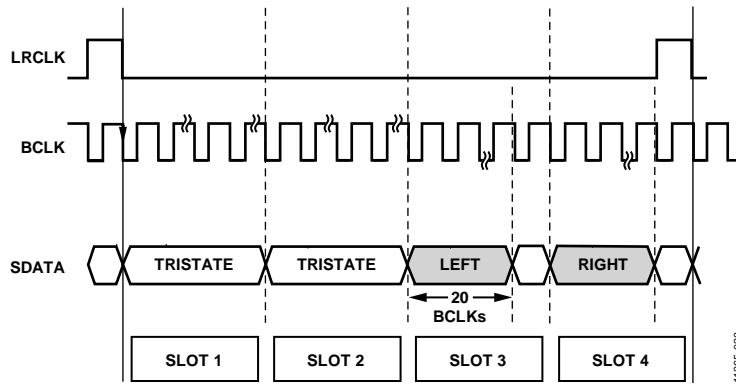 LRCLK
BCLK
SDATA
TRISTATE
TRISTATE
LEFT
RIGHT
20
BCLKs
SLOT 1
SLOT 2
SLOT 3
SLOT 4